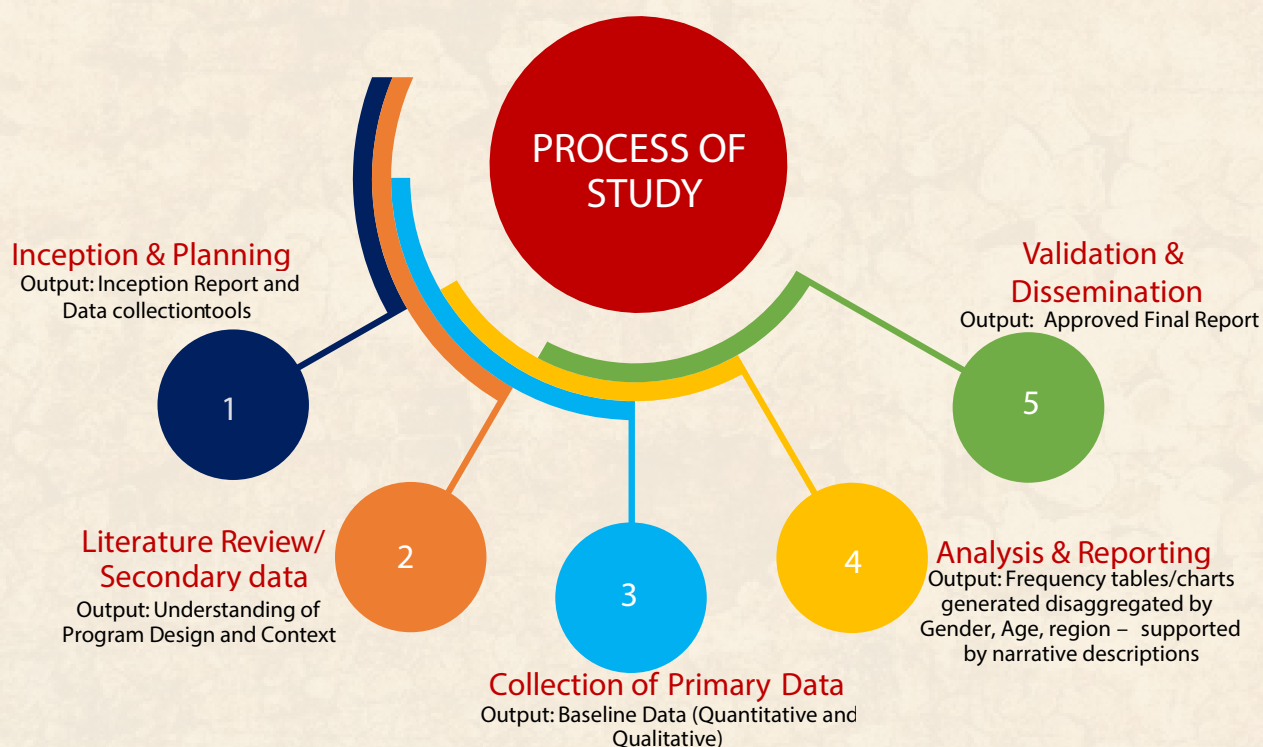 PROCESS OF
STUDY
Inception & Planning
Output: Inception Report and
Data collectiontools
1
Literature Review/
Secondary data
Output: Understanding of
Program Design and Context
2
3
Collection of Primary Data
Output: Baseline Data (Quantitative and
Qualitative)
4
Analysis & Reporting
Output: Frequency tables/charts
generated disaggregated by
Gender, Age, region – supported
by narrative descriptions
Validation &
Dissemination
Output: Approved Final Report
5